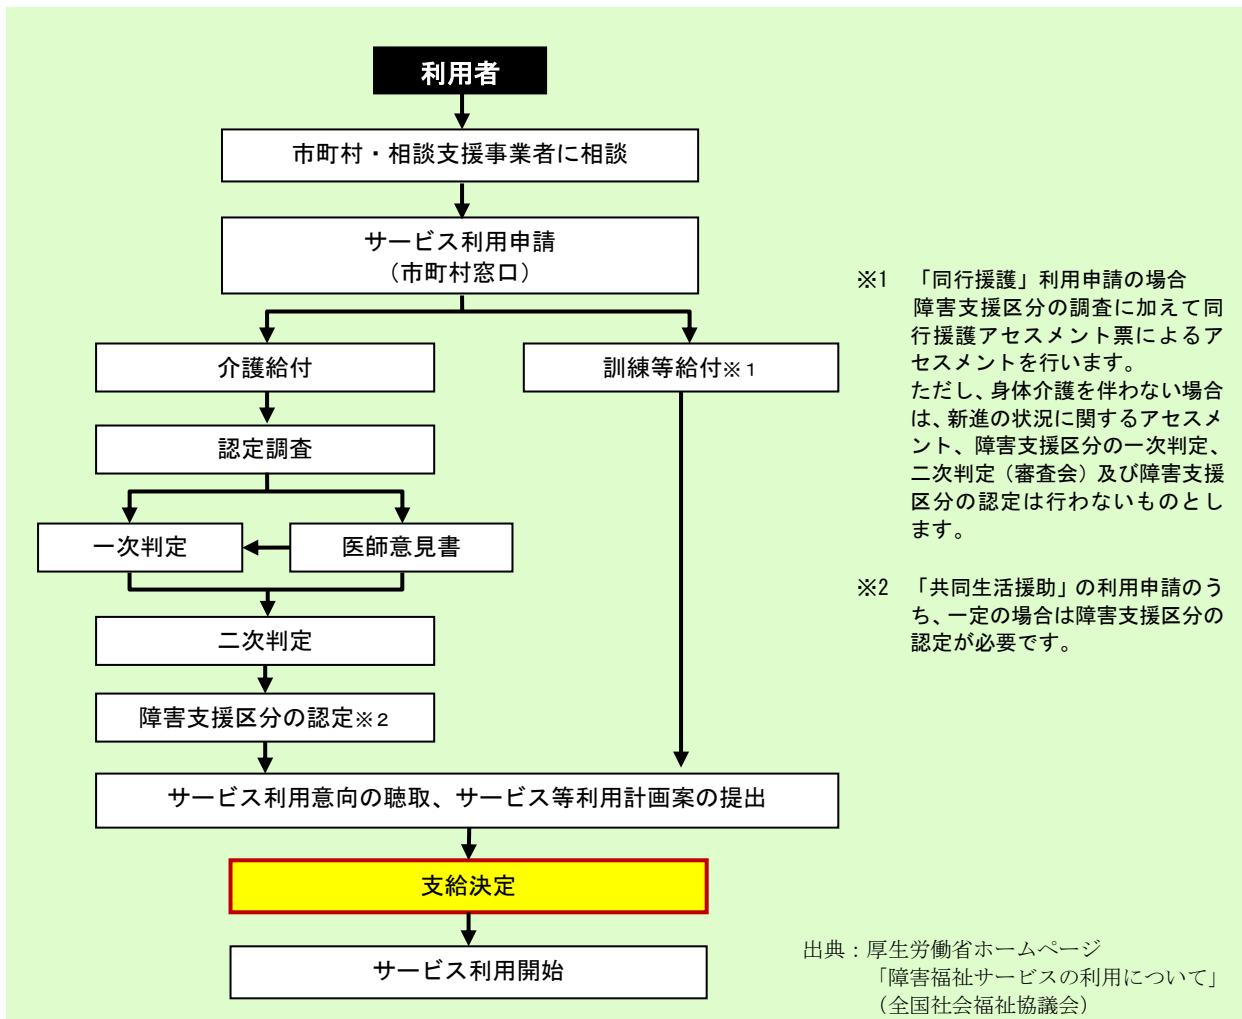 利用者
市町村・相談支援事業者に相談
サービス利用申請
（市町村窓口）
介護給付
訓練等給付※1
認定調査
一次判定
医師意見書
二次判定
障害支援区分の認定※2
サービス利用意向の聴取、サービス等利用計画案の提出
支給決定
サービス利用開始
※1　「同行援護」利用申請の場合
障害支援区分の調査に加えて同
行援護アセスメント票によるア
セスメントを行います。
ただし、身体介護を伴わない場合
は、新進の状況に関するアセスメ
ント、障害支援区分の一次判定、
二次判定（審査会）及び障害支援
区分の認定は行わないものとし
ます。
※2　「共同生活援助」の利用申請のう
ち、一定の場合は障害支援区分の
認定が必要です。
出典：厚生労働省ホームページ
「障害福祉サービスの利用について」
（全国社会福祉協議会）